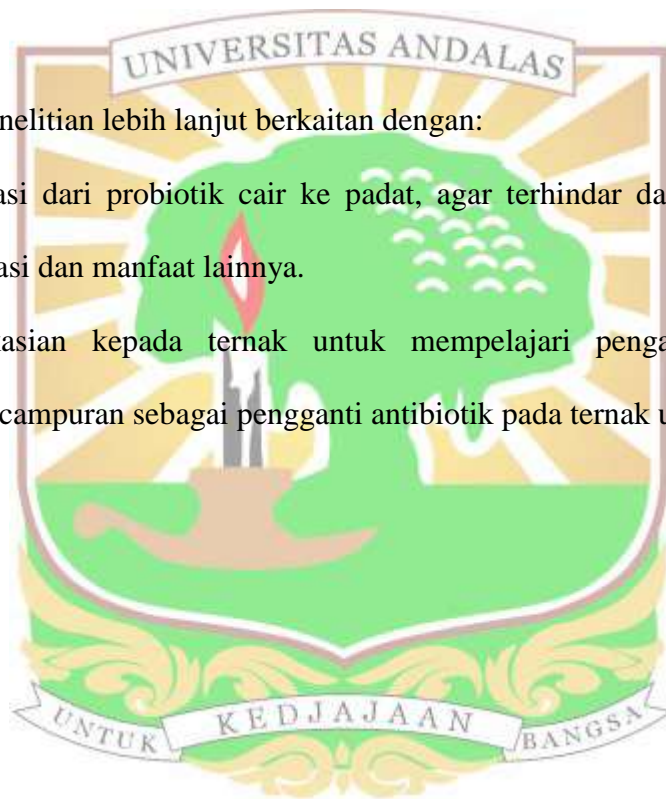 UNIVERSITAS ANDALAS
nelitian lebih lanjut berkaitan dengan:
asi dari probiotik cair ke padat, agar terhindar da
asi dan manfaat lainnya.
kasian kepada ternak untuk mempelajari penga
campuran sebagai pengganti antibiotik pada ternak u
UNTUK KEDJAJAAN BANGSA